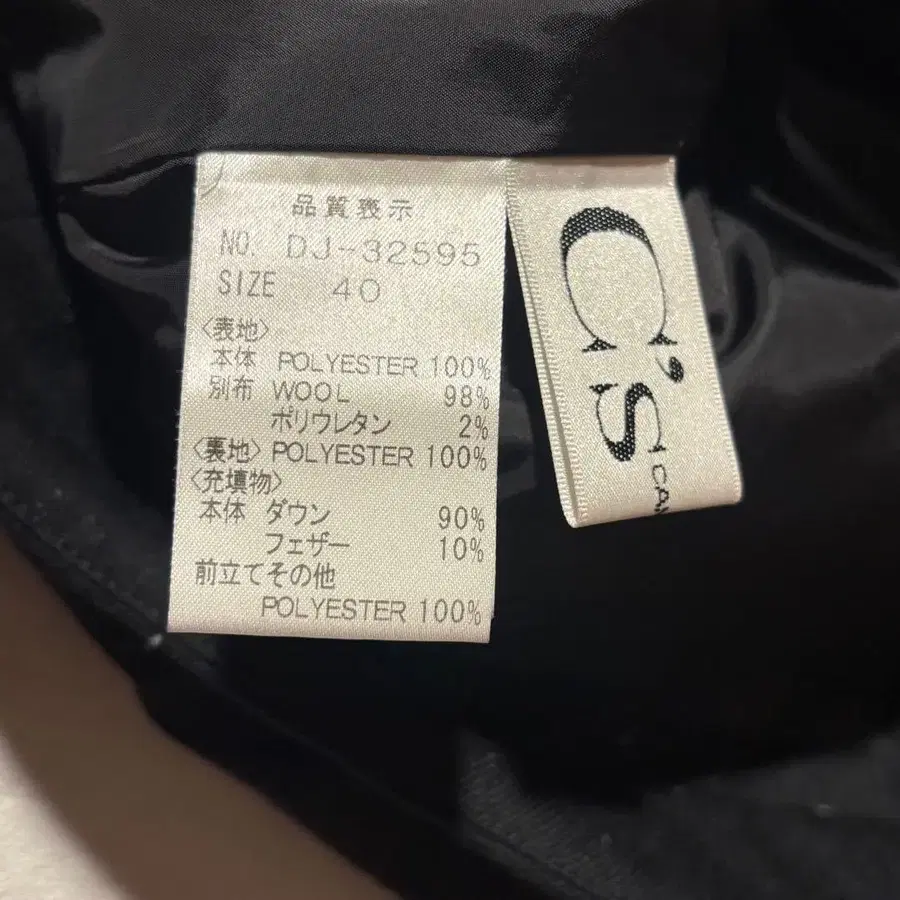 品質表示
NO. DJ-32595
SIZE 40
〈表地〉
本体 POLYESTER 100%
別布 WOOL 98%
ポリウレタン 2%
〈裏地〉POLYESTER 100%
〈充填物〉
本体 ダウン 90%
フェザー 10%
前立てその他
POLYESTER 100%
C's